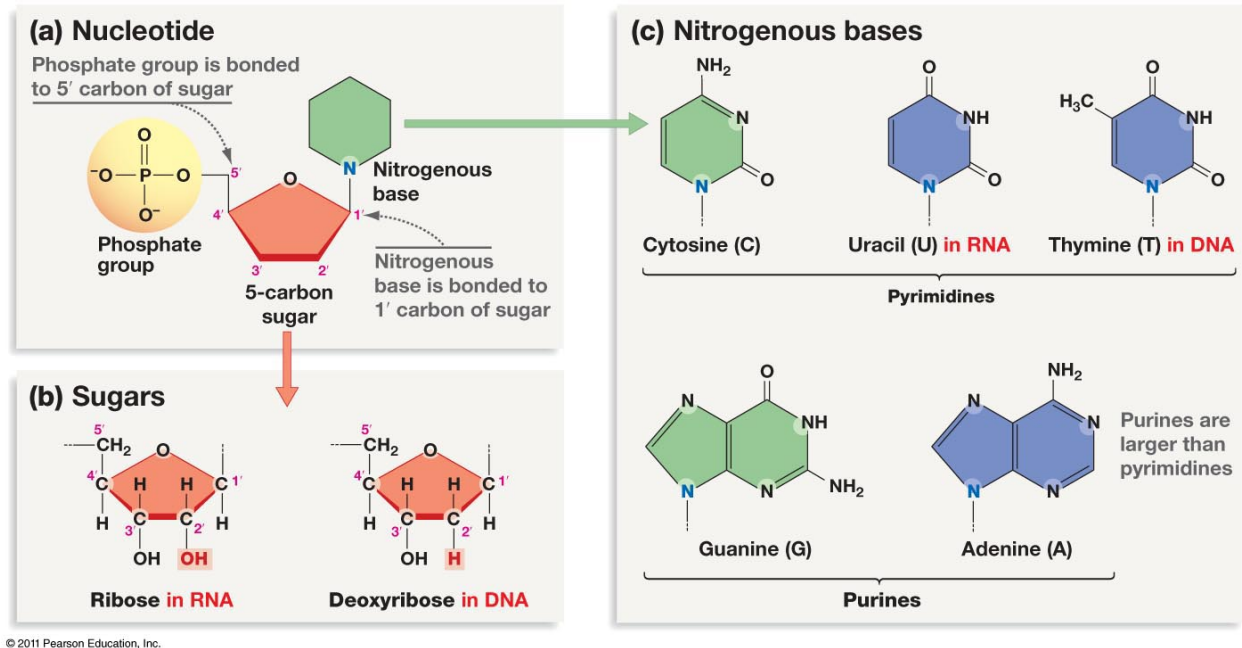 (a) Nucleotide
Phosphate group is bonded
to 5′ carbon of sugar
O
⁻O
P
O
O⁻
5′
Phosphate
group
N
Nitrogenous
base
O
4′
1′
3′
2′
5-carbon
sugar
Nitrogenous
base is bonded to
1′ carbon of sugar
(b) Sugars
5′
CH₂
O
4′
C
H
H
C
1′
H
C
C
H
3′
2′
OH
OH
Ribose in RNA
5′
CH₂
O
4′
C
H
H
C
1′
H
C
C
H
3′
2′
OH
H
Deoxyribose in DNA
(c) Nitrogenous bases
NH₂
N
N
O
Cytosine (C)
O
NH
N
O
Uracil (U) in RNA
O
H₃C
NH
N
O
Thymine (T) in DNA
Pyrimidines
O
N
NH
N
N
NH₂
Guanine (G)
NH₂
N
N
N
N
Adenine (A)
Purines are
larger than
pyrimidines
Purines
© 2011 Pearson Education, Inc.